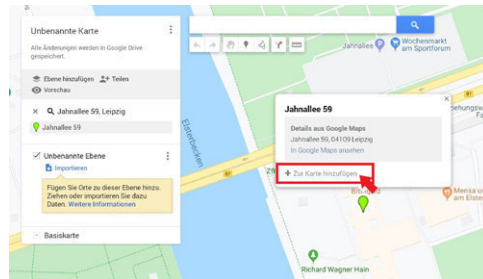 Unbenannte Karte
Alle Änderungen werden in Google Drive
gespeichert.
Ebene hinzufügen
Teilen
Vorschau
Jahnallee 59, Leipzig
Jahnallee 59
Unbenannte Ebene
Importieren
Fügen Sie Orte zu dieser Ebene hinzu.
Ziehen oder importieren Sie dazu
Daten. Weitere Informationen
Basiskarte
Elsterbecken
Jahnallee
Wochenmarkt
am Sportforum
87
87
Jahnallee 59
Details aus Google Maps
Jahnallee 59, 04109 Leipzig
In Google Maps ansehen
+ Zur Karte hinzufügen
Richard Wagner Hain